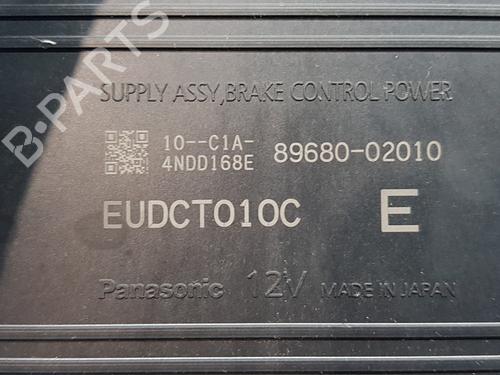 SUPPLY ASSY,BRAKE CONTROL POWER
10--C1A-
4NDD168E
89680-02010
EUDCT010C
E
Panasonic
12V
MADE IN JAPAN
B-PARTS